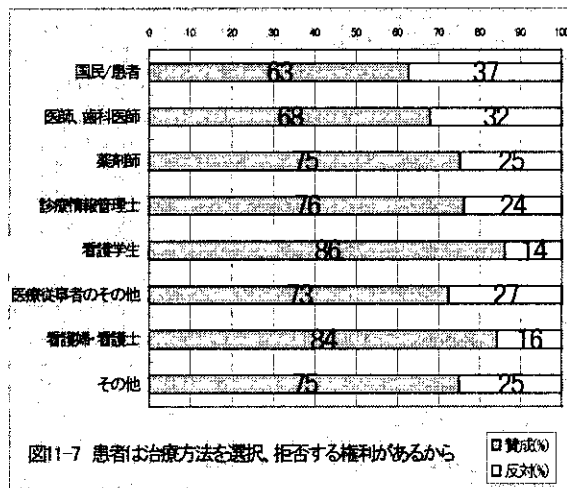 0 10 20 30 40 50 60 70 80 90 100
国民/患者 63 37
医師、歯科医師 68 32
薬剤師 75 25
診療情報管理士 76 24
看護学生 86 14
医療従事者のその他 73 27
看護婦・看護士 84 16
その他 75 25
図11-7 患者は治療方法を選択、拒否する権利があるから
賛成(%)
反対(%)